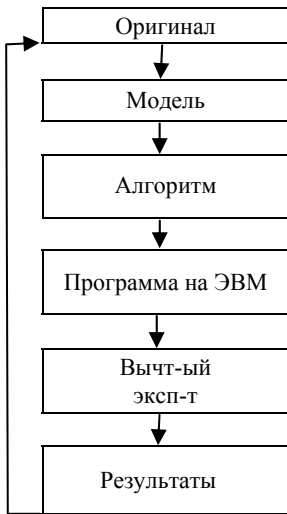 Оригинал
Модель
Алгоритм
Программа на ЭВМ
Вычт-ый
эксп-т
Результаты